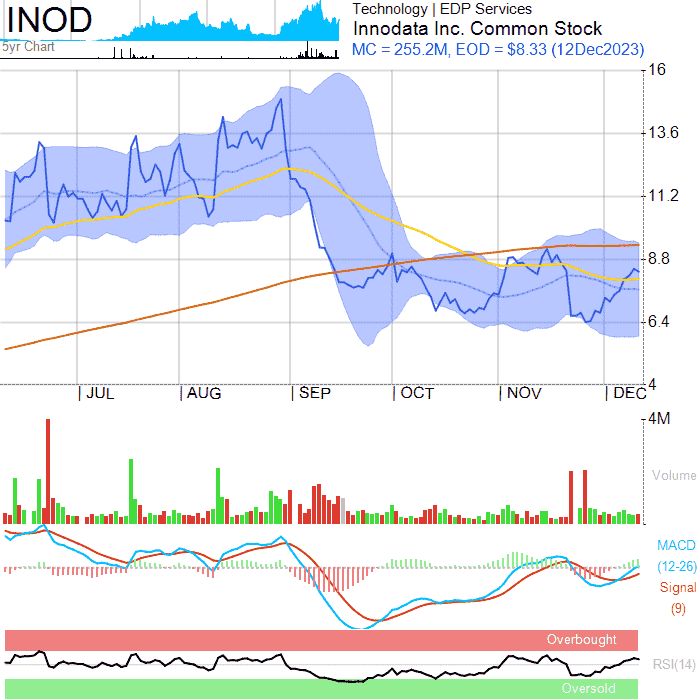 INOD
5yr Chart
Technology | EDP Services
Innodata Inc. Common Stock
MC = 255.2M, EOD = $8.33 (12Dec2023)
16
13.6
11.2
8.8
6.4
4
JUL AUG SEP OCT NOV DEC
4M
Volume
MACD
(12-26)
Signal
(9)
Overbought
RSI(14)
Oversold